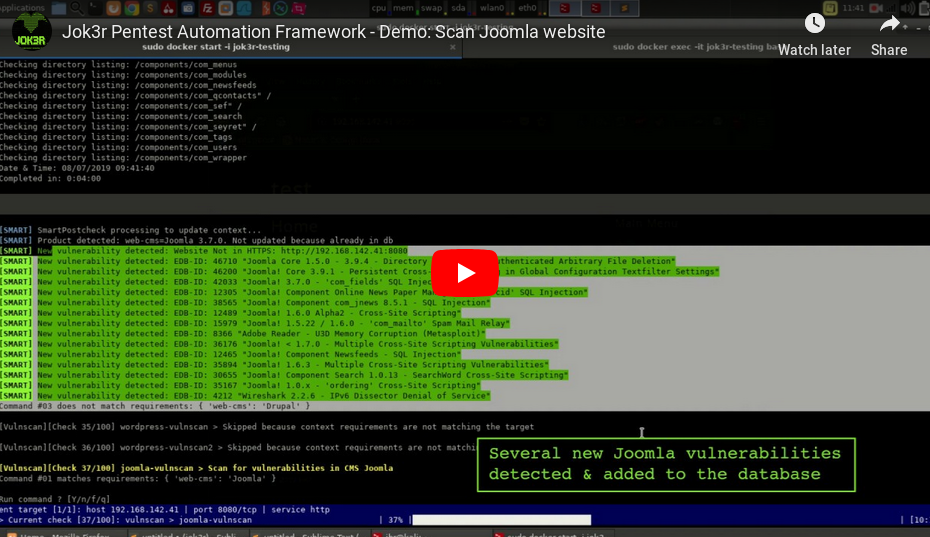 cpu mem swap sda wlan0 eth0 11:41
JOK3R
Jok3r Pentest Automation Framework - Demo: Scan Joomla website
Watch later Share
sudo docker start -i jok3r-testing
sudo docker exec -it jok3r-testing
Checking directory listing: /components/com_menus
Checking directory listing: /components/com_modules
Checking directory listing: /components/com_newsfeeds
Checking directory listing: /components/com_qcontacts" /
Checking directory listing: /components/com_sef" /
Checking directory listing: /components/com_search
Checking directory listing: /components/com_seyret" /
Checking directory listing: /components/com_tags
Checking directory listing: /components/com_users
Checking directory listing: /components/com_wrapper
Date & Time: 08/07/2019 09:41:40
Completed in: 0:04:00
test
Home
[SMART] SmartPostcheck processing to update context...
[SMART] Product detected: web-cms=Joomla 3.7.0. Not updated because already in db
[SMART] New vulnerability detected: Website Not in HTTPS: http://192.168.142.41:8080
[SMART] New vulnerability detected: EDB-ID: 46710 "Joomla Core 1.5.0 - 3.9.4 - Directory Authenticated Arbitrary File Deletion"
[SMART] New vulnerability detected: EDB-ID: 46200 "Joomla! Core 3.9.1 - Persistent Cross- in Global Configuration Textfilter Settings"
[SMART] New vulnerability detected: EDB-ID: 42033 "Joomla! 3.7.0 - 'com_fields' SQL
[SMART] New vulnerability detected: EDB-ID: 12305 "Joomla! Component Online News Paper SQL Injection"
[SMART] New vulnerability detected: EDB-ID: 38565 "Joomla! Component com_jnews 8.5.1 - SQL Injection"
[SMART] New vulnerability detected: EDB-ID: 12489 "Joomla! 1.6.0 Alpha2 - Cross-Site Scripting"
[SMART] New vulnerability detected: EDB-ID: 15979 "Joomla! 1.5.22 / 1.6.0 - 'com_mailto' Spam Mail Relay"
[SMART] New vulnerability detected: EDB-ID: 8366 "Adobe Reader - U3D Memory Corruption (Metasploit)"
[SMART] New vulnerability detected: EDB-ID: 36176 "Joomla! < 1.7.0 - Multiple Cross-Site Scripting Vulnerabilities"
[SMART] New vulnerability detected: EDB-ID: 12465 "Joomla! Component Newsfeeds - SQL Injection"
[SMART] New vulnerability detected: EDB-ID: 35894 "Joomla! 1.6.3 - Multiple Cross-Site Scripting Vulnerabilities"
[SMART] New vulnerability detected: EDB-ID: 30655 "Joomla! Component Search 1.0.13 - SearchWord Cross-Site Scripting"
[SMART] New vulnerability detected: EDB-ID: 35167 "Joomla! 1.0.x - 'ordering' Cross-Site Scripting"
[SMART] New vulnerability detected: EDB-ID: 4212 "Wireshark 2.2.6 - IPv6 Dissector Denial of Service"
Command #03 does not match requirements: { 'web-cms': 'Drupal' }
[Vulnscan][Check 35/100] wordpress-vulnscan > Skipped because context requirements are not matching the target
[Vulnscan][Check 36/100] wordpress-vulnscan2 > Skipped because context requirements are not
[Vulnscan][Check 37/100] joomla-vulnscan > Scan for vulnerabilities in CMS Joomla
Command #01 matches requirements: { 'web-cms': 'Joomla' }
Several new Joomla vulnerabilities
detected & added to the database
Run command ? [Y/n/f/q]
ent target [1/1]: host 192.168.142.41 | port 8080/tcp | service http
> Current check [37/100]: vulnscan > joomla-vulnscan | 37% | | [10: